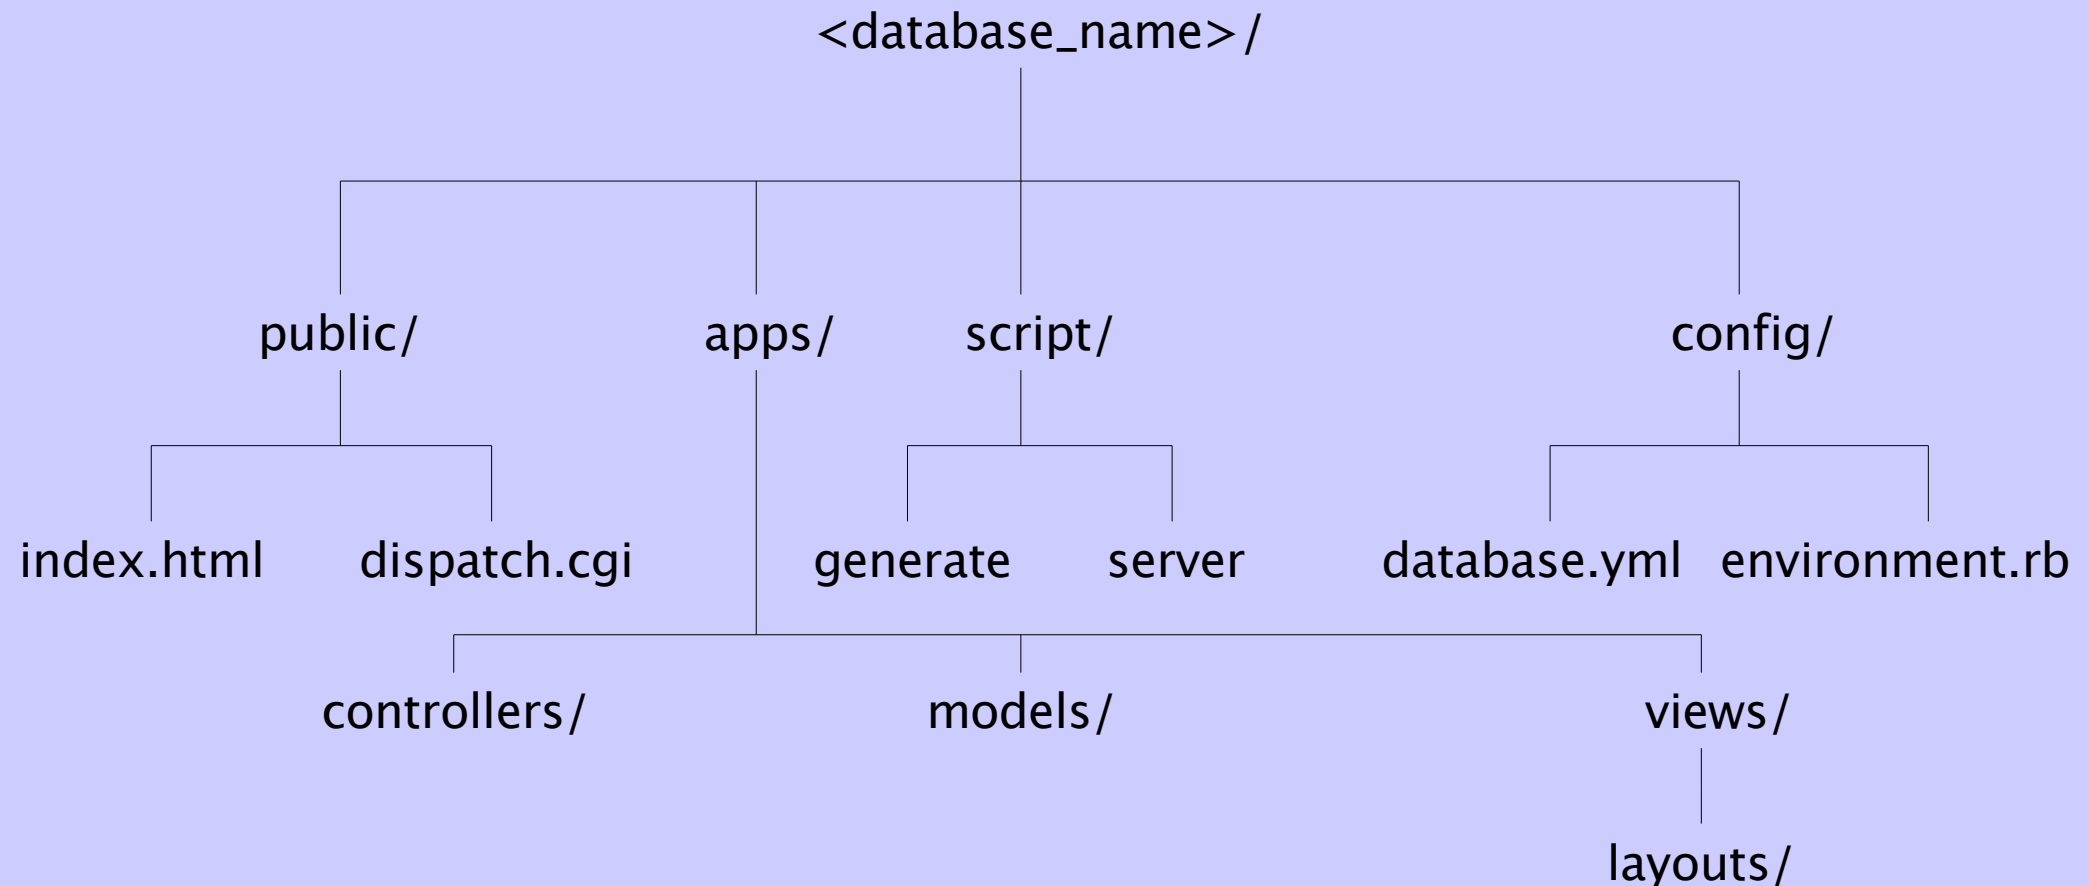 <database_name>/
public/ apps/ script/ config/
index.html dispatch.cgi generate server database.yml environment.rb
controllers/ models/ views/
layouts/